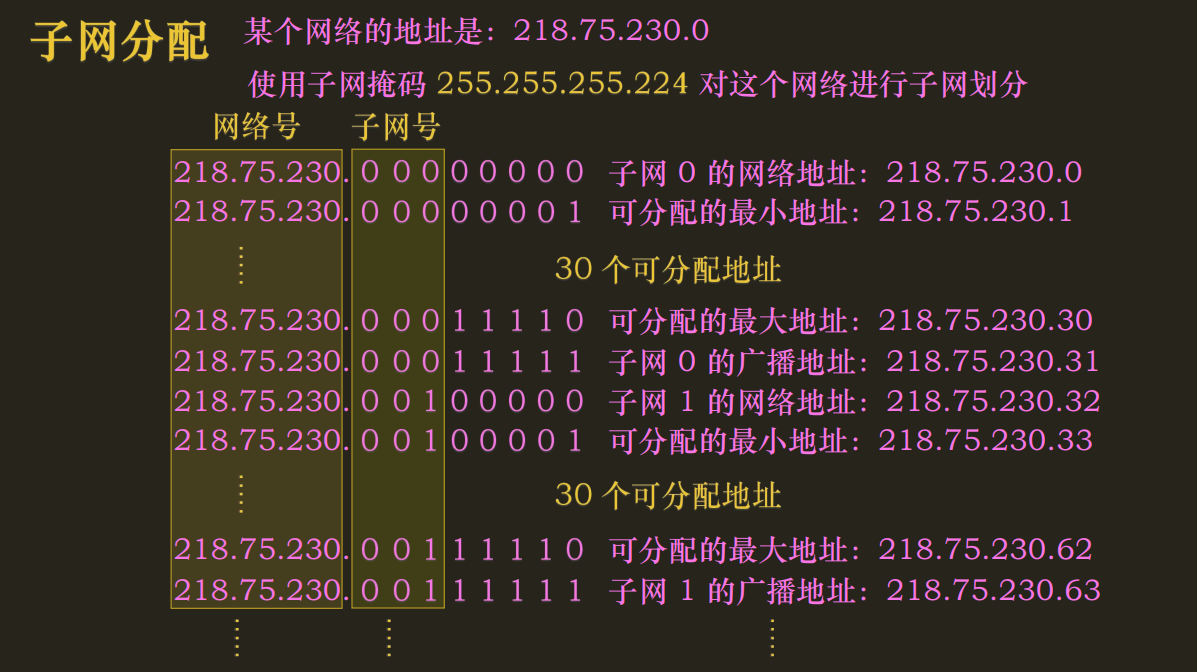 子网分配
某个网络的地址是：218.75.230.0
使用子网掩码 255.255.255.224 对这个网络进行子网划分
网络号 子网号
218.75.230. 0 0 0 0 0 0 0 0 子网 0 的网络地址：218.75.230.0
218.75.230. 0 0 0 0 0 0 0 1 可分配的最小地址：218.75.230.1
30 个可分配地址
218.75.230. 0 0 0 1 1 1 1 0 可分配的最大地址：218.75.230.30
218.75.230. 0 0 0 1 1 1 1 1 子网 0 的广播地址：218.75.230.31
218.75.230. 0 0 1 0 0 0 0 0 子网 1 的网络地址：218.75.230.32
218.75.230. 0 0 1 0 0 0 0 1 可分配的最小地址：218.75.230.33
30 个可分配地址
218.75.230. 0 0 1 1 1 1 1 0 可分配的最大地址：218.75.230.62
218.75.230. 0 0 1 1 1 1 1 1 子网 1 的广播地址：218.75.230.63